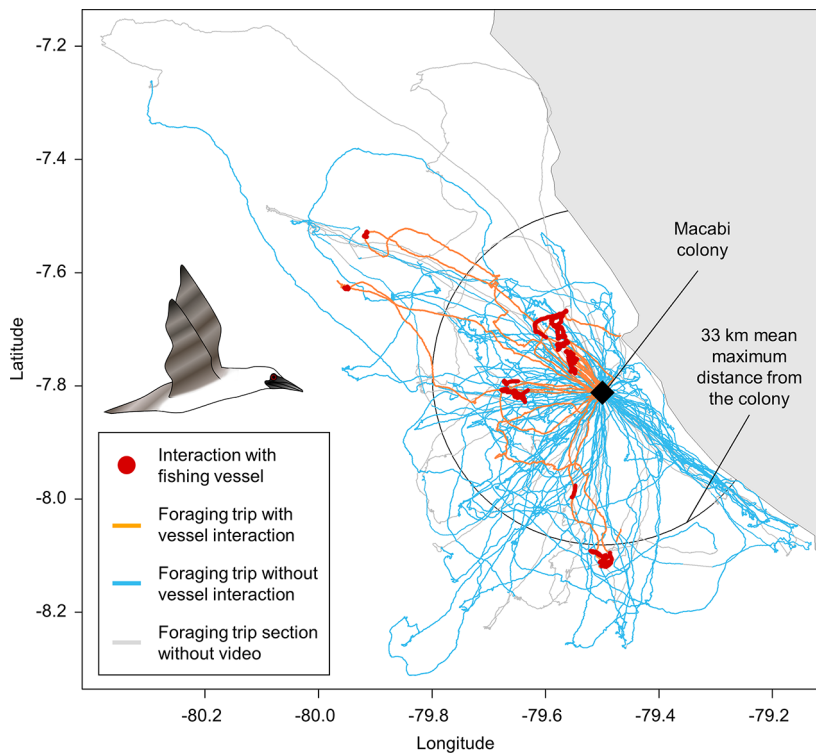 -7.2
-7.4
-7.6
-7.8
-8.0
-8.2
Latitude
Macabi
colony
33 km mean
maximum
distance from
the colony
Interaction with
fishing vessel
Foraging trip with
vessel interaction
Foraging trip without
vessel interaction
Foraging trip section
without video
-80.2 -80.0 -79.8 -79.6 -79.4 -79.2
Longitude